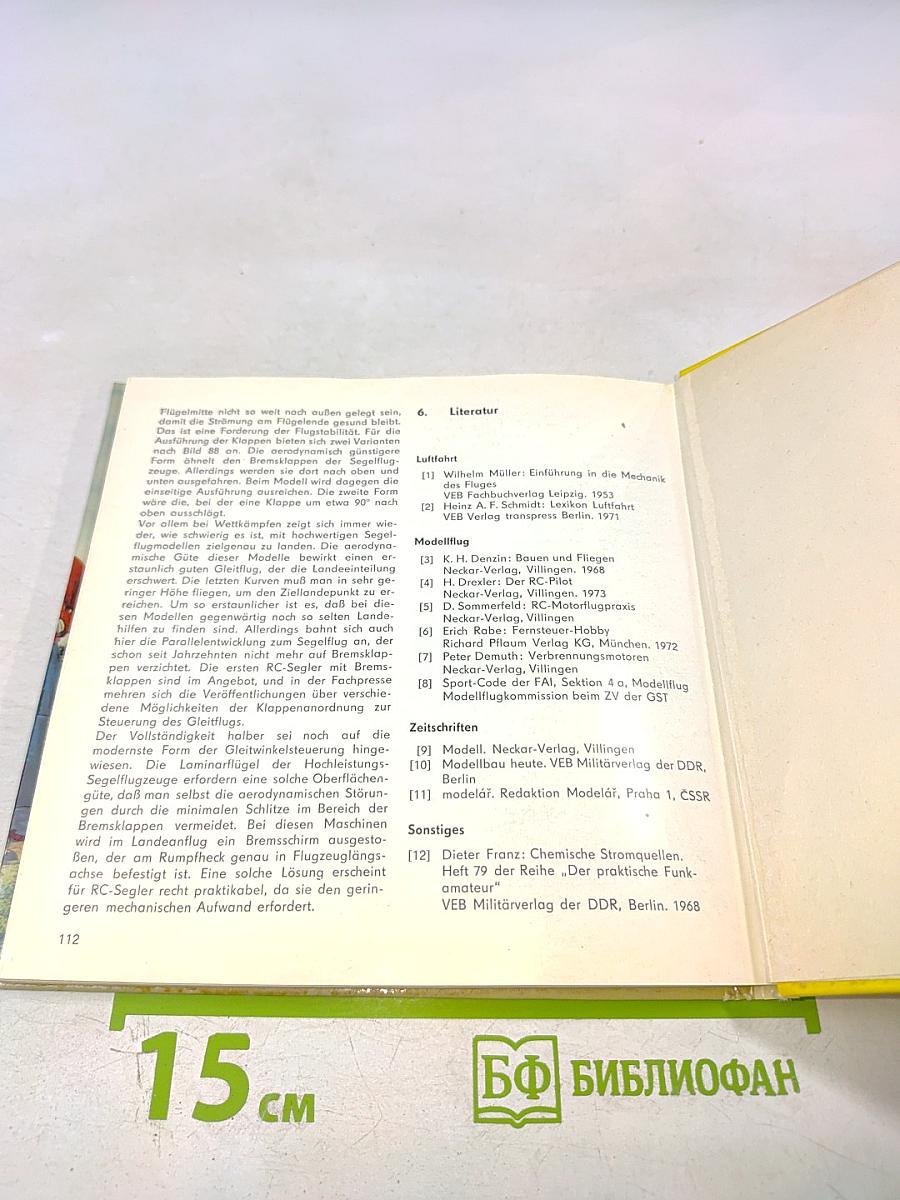 Flügelmitte nicht so weit nach außen gelegt sein,
damit die Strömung am Flügelende gesund bleibt.
Das ist eine Forderung der Flugstabilität. Für die
Ausführung der Klappen bieten sich zwei Varianten
nach Bild 88 an. Die aerodynamisch günstigere
Form ähnelt den Bremsklappen der Segelflug-
zeuge. Allerdings werden sie dort nach oben und
unten ausgefahren. Beim Modell wird dagegen die
einseitige Ausführung ausreichen. Die zweite Form
wäre die, bei der eine Klappe um etwa 90° nach
oben ausschlägt.
Vor allem bei Wettkämpfen zeigt sich immer wie-
der, wie schwierig es ist, mit hochwertigen Segel-
flugmodellen zielgenau zu landen. Die aerodyna-
mische Güte dieser Modelle bewirkt einen er-
staunlich guten Gleitflug, der die Landeeinteilung
erschwert. Die letzten Kurven muß man in sehr ge-
ringer Höhe fliegen, um den Ziellandepunkt zu er-
reichen. Um so erstaunlicher ist es, daß bei die-
sen Modellen gegenwärtig noch so selten Lande-
hilfen zu finden sind. Allerdings bahnt sich auch
hier die Parallelentwicklung zum Segelflug an, der
schon seit Jahrzehnten nicht mehr auf Bremsklap-
pen verzichtet. Die ersten RC-Segler mit Brems-
klappen sind im Angebot, und in der Fachpresse
mehren sich die Veröffentlichungen über verschie-
dene Möglichkeiten der Klappenanordnung zur
Steuerung des Gleitflugs.
Der Vollständigkeit halber sei noch auf die
modernste Form der Gleitwinkelsteuerung hinge-
wiesen. Die Laminarflügel der Hochleistungs-
Segelflugzeuge erfordern eine solche Oberflächen-
güte, daß man selbst die aerodynamischen Störun-
gen durch die minimalen Schlitze im Bereich der
Bremsklappen vermeidet. Bei diesen Maschinen
wird im Landeanflug ein Bremsschirm ausgesto-
ßen, der am Rumpfheck genau in Flugzeuglängs-
achse befestigt ist. Eine solche Lösung erscheint
für RC-Segler recht praktikabel, da sie den gerin-
geren mechanischen Aufwand erfordert.
112
6. Literatur
Luftfahrt
[1] Wilhelm Müller: Einführung in die Mechanik
des Fluges
VEB Fachbuchverlag Leipzig. 1953
[2] Heinz A. F. Schmidt: Lexikon Luftfahrt
VEB Verlag transpress Berlin. 1971
Modellflug
[3] K. H. Denzin: Bauen und Fliegen
Neckar-Verlag, Villingen. 1968
[4] H. Drexler: Der RC-Pilot
Neckar-Verlag, Villingen. 1973
[5] D. Sommerfeld: RC-Motorflugpraxis
Neckar-Verlag, Villingen
[6] Erich Rabe: Fernsteuer-Hobby
Richard Pflaum Verlag KG, München. 1972
[7] Peter Demuth: Verbrennungsmotoren
Neckar-Verlag, Villingen
[8] Sport-Code der FAI, Sektion 4 a, Modellflug
Modellflugkommission beim ZV der GST
Zeitschriften
[9] Modell. Neckar-Verlag, Villingen
[10] Modellbau heute. VEB Militärverlag der DDR,
Berlin
[11] modelář. Redaktion Modelář, Praha 1, ČSSR
Sonstiges
[12] Dieter Franz: Chemische Stromquellen.
Heft 79 der Reihe „Der praktische Funk-
amateur“
VEB Militärverlag der DDR, Berlin. 1968
15 см
БФ БИБЛИОФАН